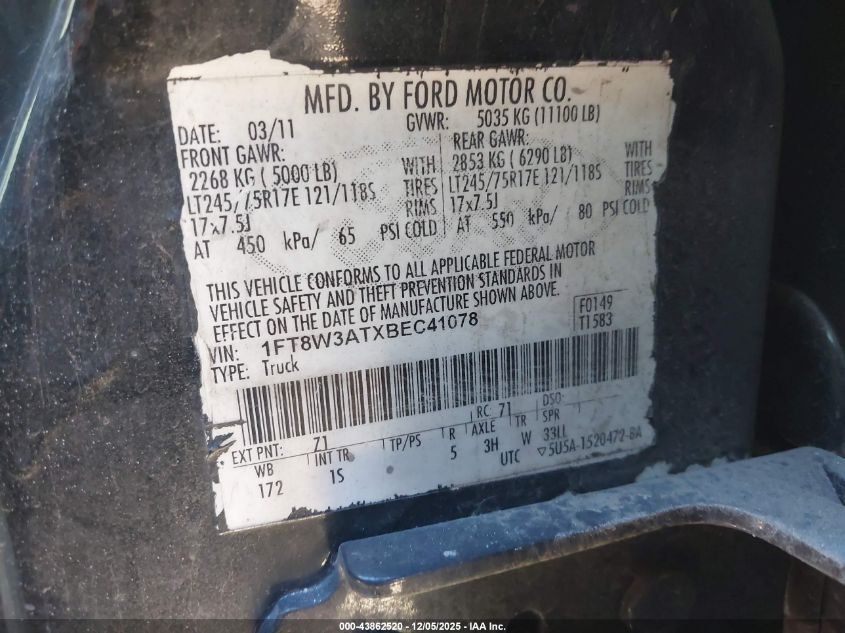 MFD. BY FORD MOTOR CO.
DATE: 03/11 GVWR: 5035 KG (11100 LB)
FRONT GAWR: REAR GAWR:
2268 KG ( 5000 LB) WITH 2853 KG ( 6290 LB) WITH
LT245/75R17E 121/118S TIRES LT245/75R17E 121/118S TIRES
17x7.5J RIMS 17x7.5J RIMS
AT 450 kPa/ 65 PSI COLD AT 550 kPa/ 80 PSI COLD
THIS VEHICLE CONFORMS TO ALL APPLICABLE FEDERAL MOTOR
VEHICLE SAFETY AND THEFT PREVENTION STANDARDS IN
EFFECT ON THE DATE OF MANUFACTURE SHOWN ABOVE.
F0149
VIN: 1FT8W3ATXBEC41078 T1583
TYPE: Truck
EXT PNT: Z1 RC: 71 DSO:
WB INT TR TP/PS R AXLE TR SPR
172 1S 5 3H W 33LL
UTC ▽5U5A-1520472-BA
000-43862520 - 12/05/2025 - IAA Inc.